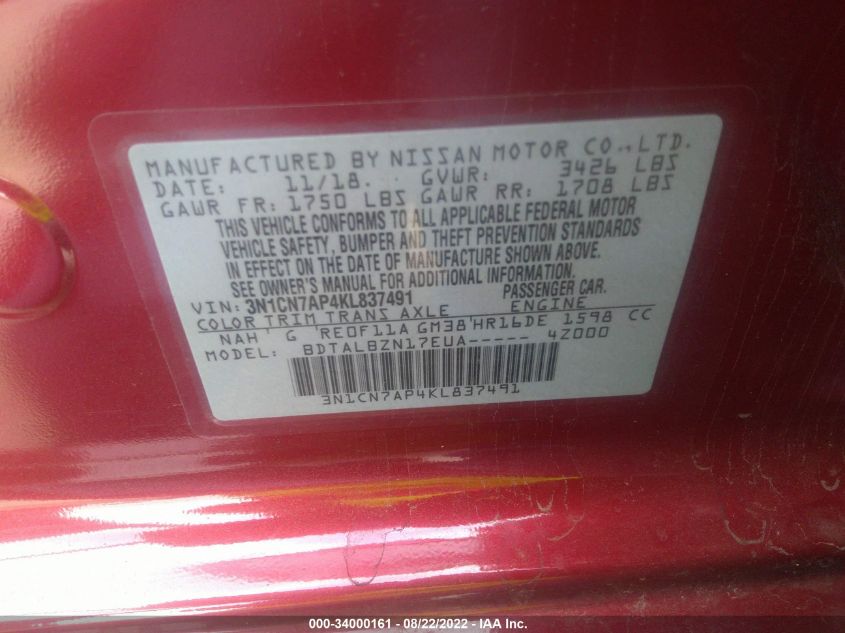 MANUFACTURED BY NISSAN MOTOR CO., LTD.
DATE: 11/18. GVWR: 3426 LBS
GAWR FR: 1750 LBS GAWR RR: 1708 LBS
THIS VEHICLE CONFORMS TO ALL APPLICABLE FEDERAL MOTOR
VEHICLE SAFETY, BUMPER AND THEFT PREVENTION STANDARDS
IN EFFECT ON THE DATE OF MANUFACTURE SHOWN ABOVE.
SEE OWNER'S MANUAL FOR ADDITIONAL INFORMATION.
VIN: 3N1CN7AP4KL837491 PASSENGER CAR.
COLOR TRIM TRANS AXLE ENGINE
NAH ' G 'RE0F11A GM38'HR16DE 1598 CC
MODEL: BDTALBZN17EUA----- 4Z000
3N1CN7AP4KL837491
000-34000161 - 08/22/2022 - IAA Inc.